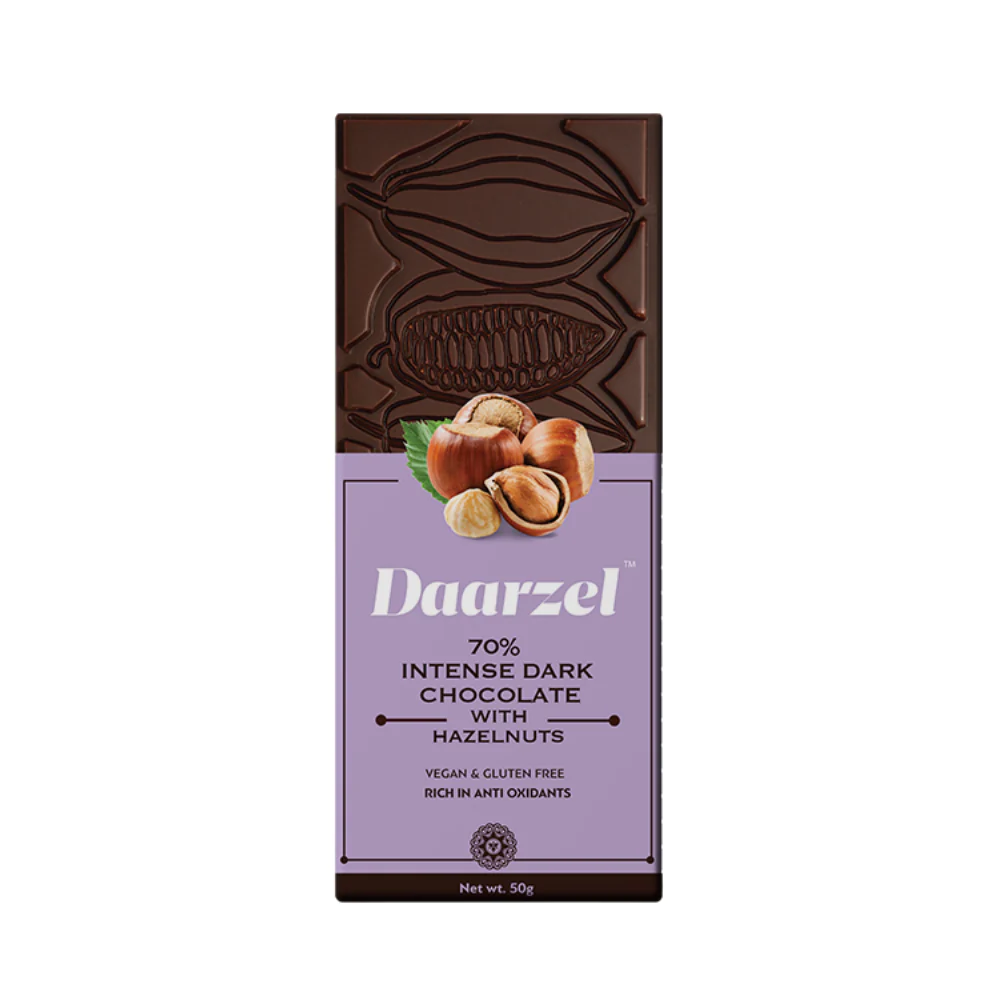 Daarzel™
70%
INTENSE DARK
CHOCOLATE
WITH
HAZELNUTS
VEGAN & GLUTEN FREE
RICH IN ANTI OXIDANTS
Net wt. 50g